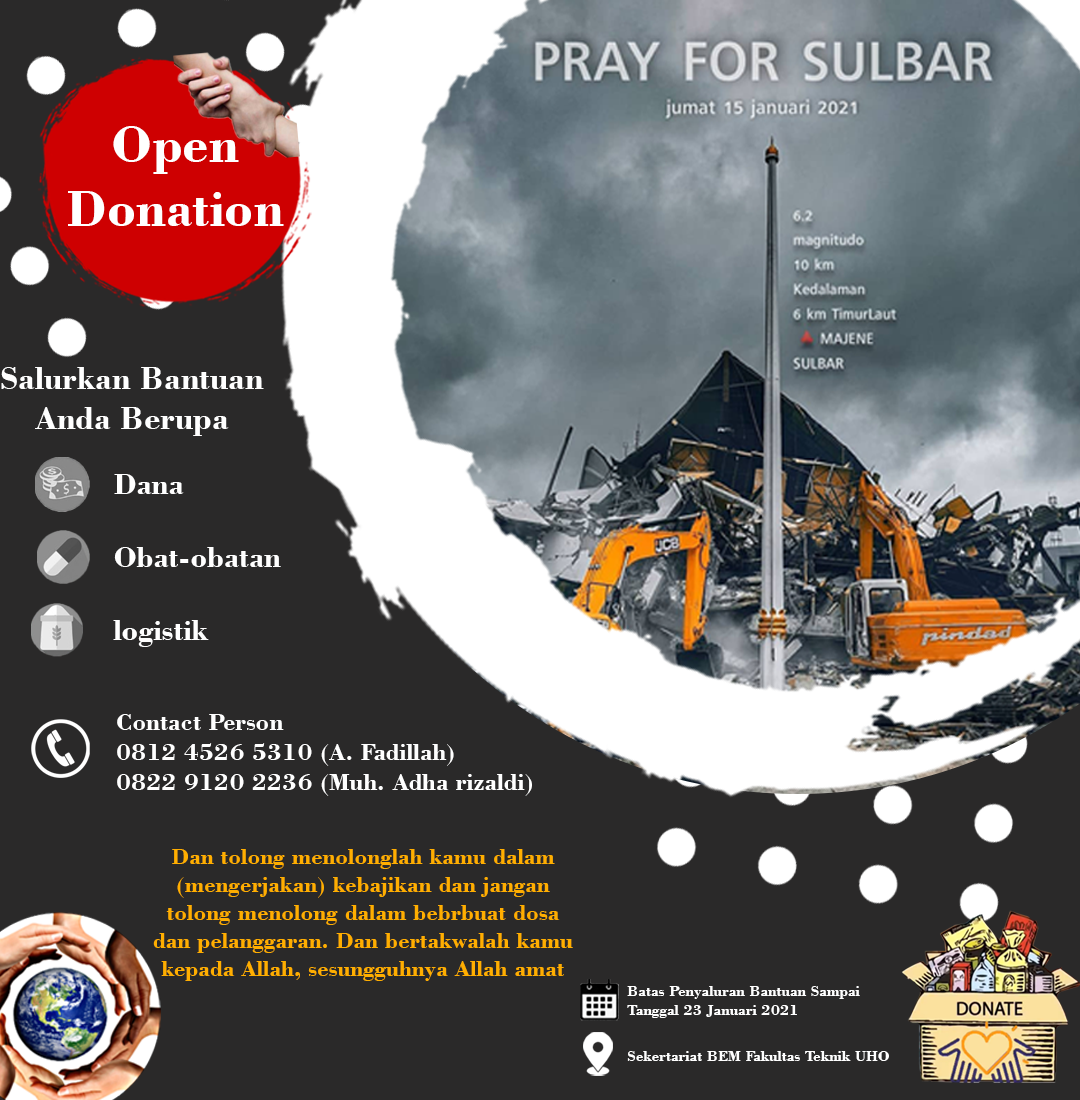 PRAY FOR SULBAR
jumat 15 januari 2021
Open
Donation
6.2
magnitudo
10 km
Kedalaman
6 km TimurLaut
MAJENE
SULBAR
Salurkan Bantuan
Anda Berupa
Dana
Obat-obatan
logistik
JCB
pindad
Contact Person
0812 4526 5310 (A. Fadillah)
0822 9120 2236 (Muh. Adha rizaldi)
Dan tolong menolonglah kamu dalam
(mengerjakan) kebajikan dan jangan
tolong menolong dalam bebrbuat dosa
dan pelanggaran. Dan bertakwalah kamu
kepada Allah, sesungguhnya Allah amat
Batas Penyaluran Bantuan Sampai
Tanggal 23 Januari 2021
Sekertariat BEM Fakultas Teknik UHO
DONATE